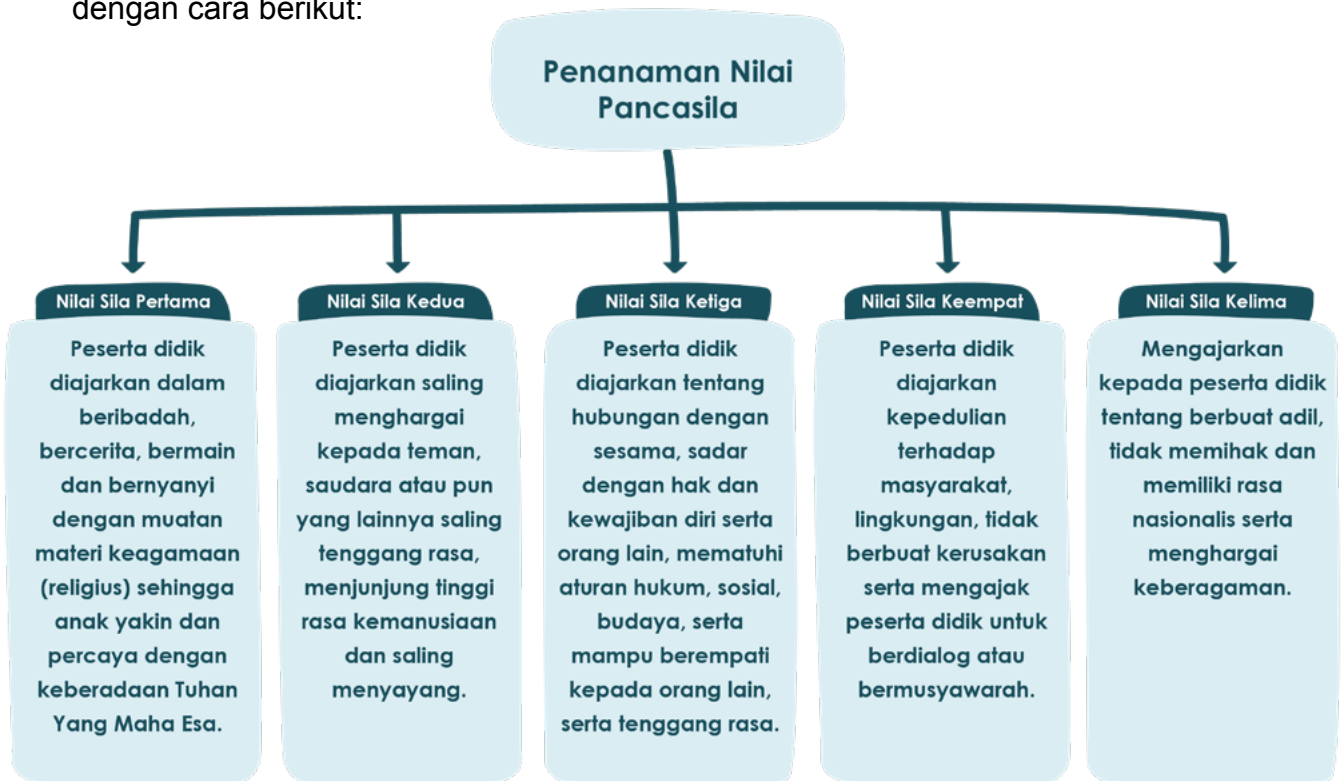 dengan cara berikut:
Penanaman Nilai
Pancasila
Nilai Sila Pertama
Peserta didik
diajarkan dalam
beribadah,
bercerita, bermain
dan bernyanyi
dengan muatan
materi keagamaan
(religius) sehingga
anak yakin dan
percaya dengan
keberadaan Tuhan
Yang Maha Esa.
Nilai Sila Kedua
Peserta didik
diajarkan saling
menghargai
kepada teman,
saudara atau pun
yang lainnya saling
tenggang rasa,
menjunjung tinggi
rasa kemanusiaan
dan saling
menyayang.
Nilai Sila Ketiga
Peserta didik
diajarkan tentang
hubungan dengan
sesama, sadar
dengan hak dan
kewajiban diri serta
orang lain, mematuhi
aturan hukum, sosial,
budaya, serta
mampu berempati
kepada orang lain,
serta tenggang rasa.
Nilai Sila Keempat
Peserta didik
diajarkan
kepedulian
terhadap
masyarakat,
lingkungan, tidak
berbuat kerusakan
serta mengajak
peserta didik untuk
berdialog atau
bermusyawarah.
Nilai Sila Kelima
Mengajarkan
kepada peserta didik
tentang berbuat adil,
tidak memihak dan
memiliki rasa
nasionalis serta
menghargai
keberagaman.